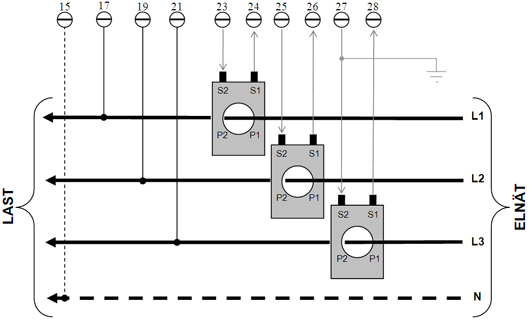 15 17 19 21 23 24 25 26 27 28
S2 S1
P2 P1
L1
S2 S1
P2 P1
L2
S2 S1
P2 P1
L3
N
LAST
ELNÄT